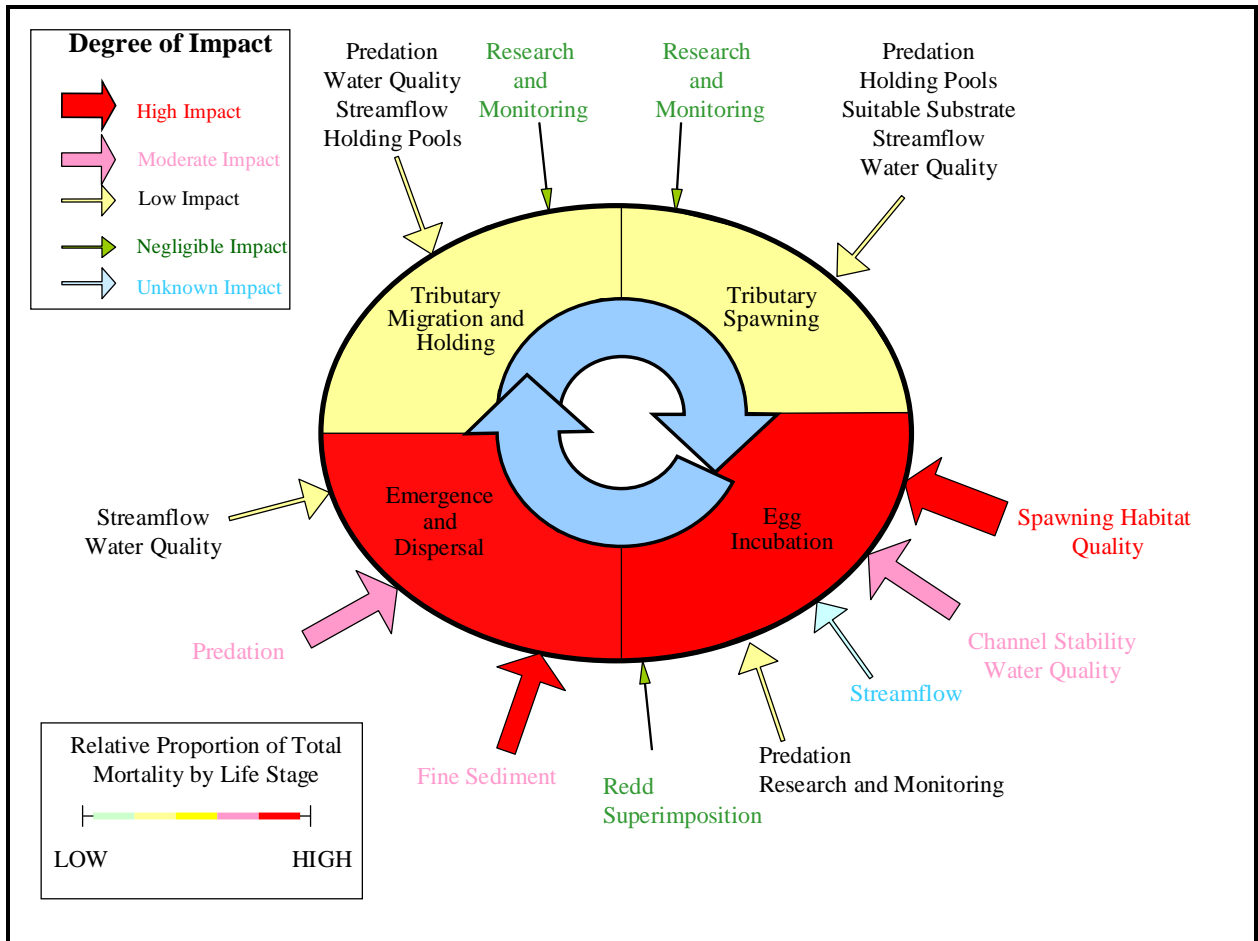 Degree of Impact
High Impact
Moderate Impact
Low Impact
Negligible Impact
Unknown Impact
Predation
Water Quality
Streamflow
Holding Pools
Research
and
Monitoring
Research
and
Monitoring
Predation
Holding Pools
Suitable Substrate
Streamflow
Water Quality
Tributary
Migration and
Holding
Tributary
Spawning
Emergence
and
Dispersal
Egg
Incubation
Streamflow
Water Quality
Predation
Fine Sediment
Redd
Superimposition
Predation
Research and Monitoring
Streamflow
Channel Stability
Water Quality
Spawning Habitat
Quality
Relative Proportion of Total
Mortality by Life Stage
LOW
HIGH